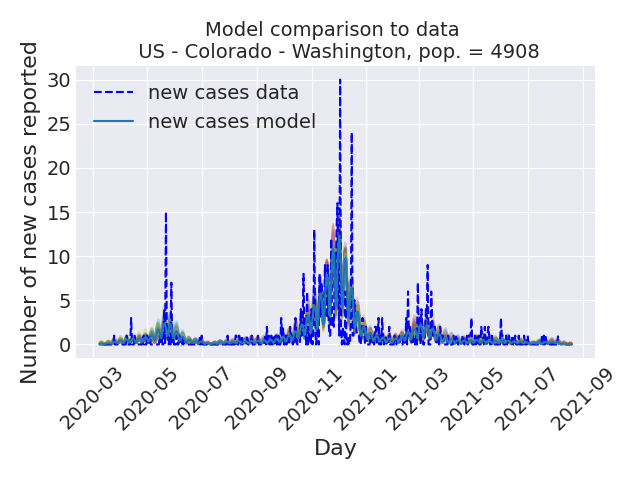 Model comparison to data
US - Colorado - Washington, pop. = 4908
Number of new cases reported
30
25
20
15
10
5
0
new cases data
new cases model
2020-03
2020-05
2020-07
2020-09
2020-11
2021-01
2021-03
2021-05
2021-07
2021-09
Day